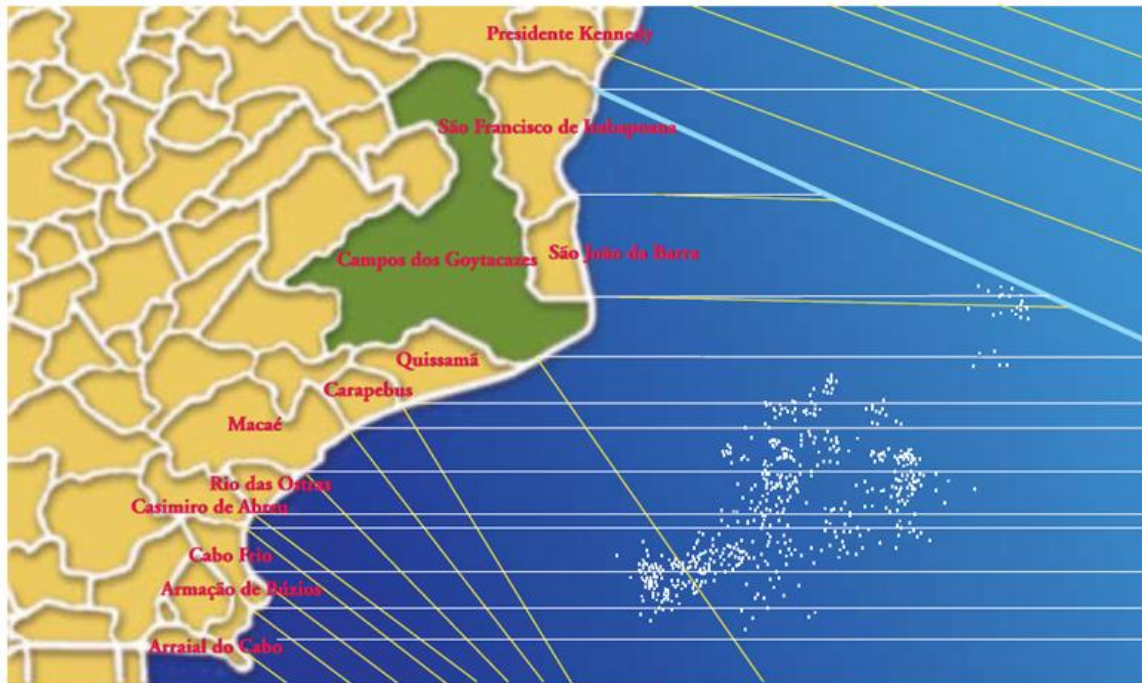 Presidente Kennedy
São Francisco de Itabapoana
São João da Barra
Campos dos Goytacazes
Quissamã
Carapebus
Macaé
Rio das Ostras
Casimiro de Abreu
Cabo Frio
Armação de Búzios
Arraial do Cabo